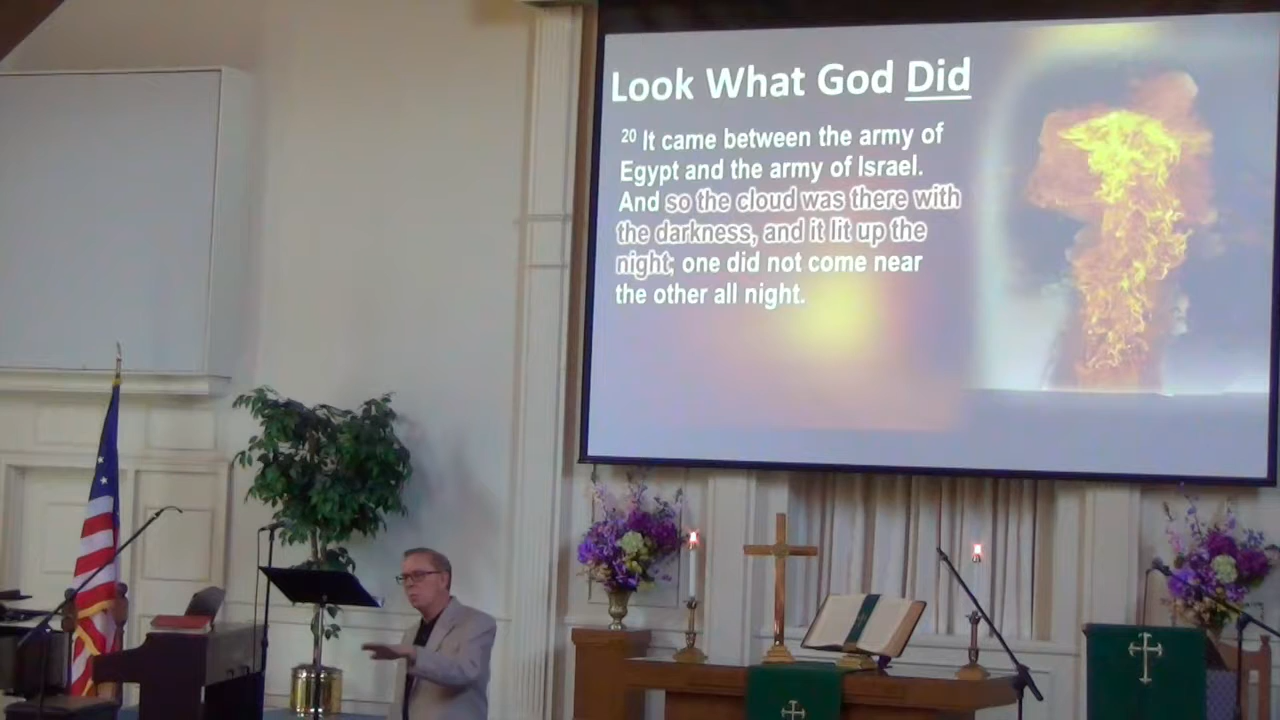 Look What God Did
20 It came between the army of
Egypt and the army of Israel.
And so the cloud was there with
the darkness, and it lit up the
night; one did not come near
the other all night.